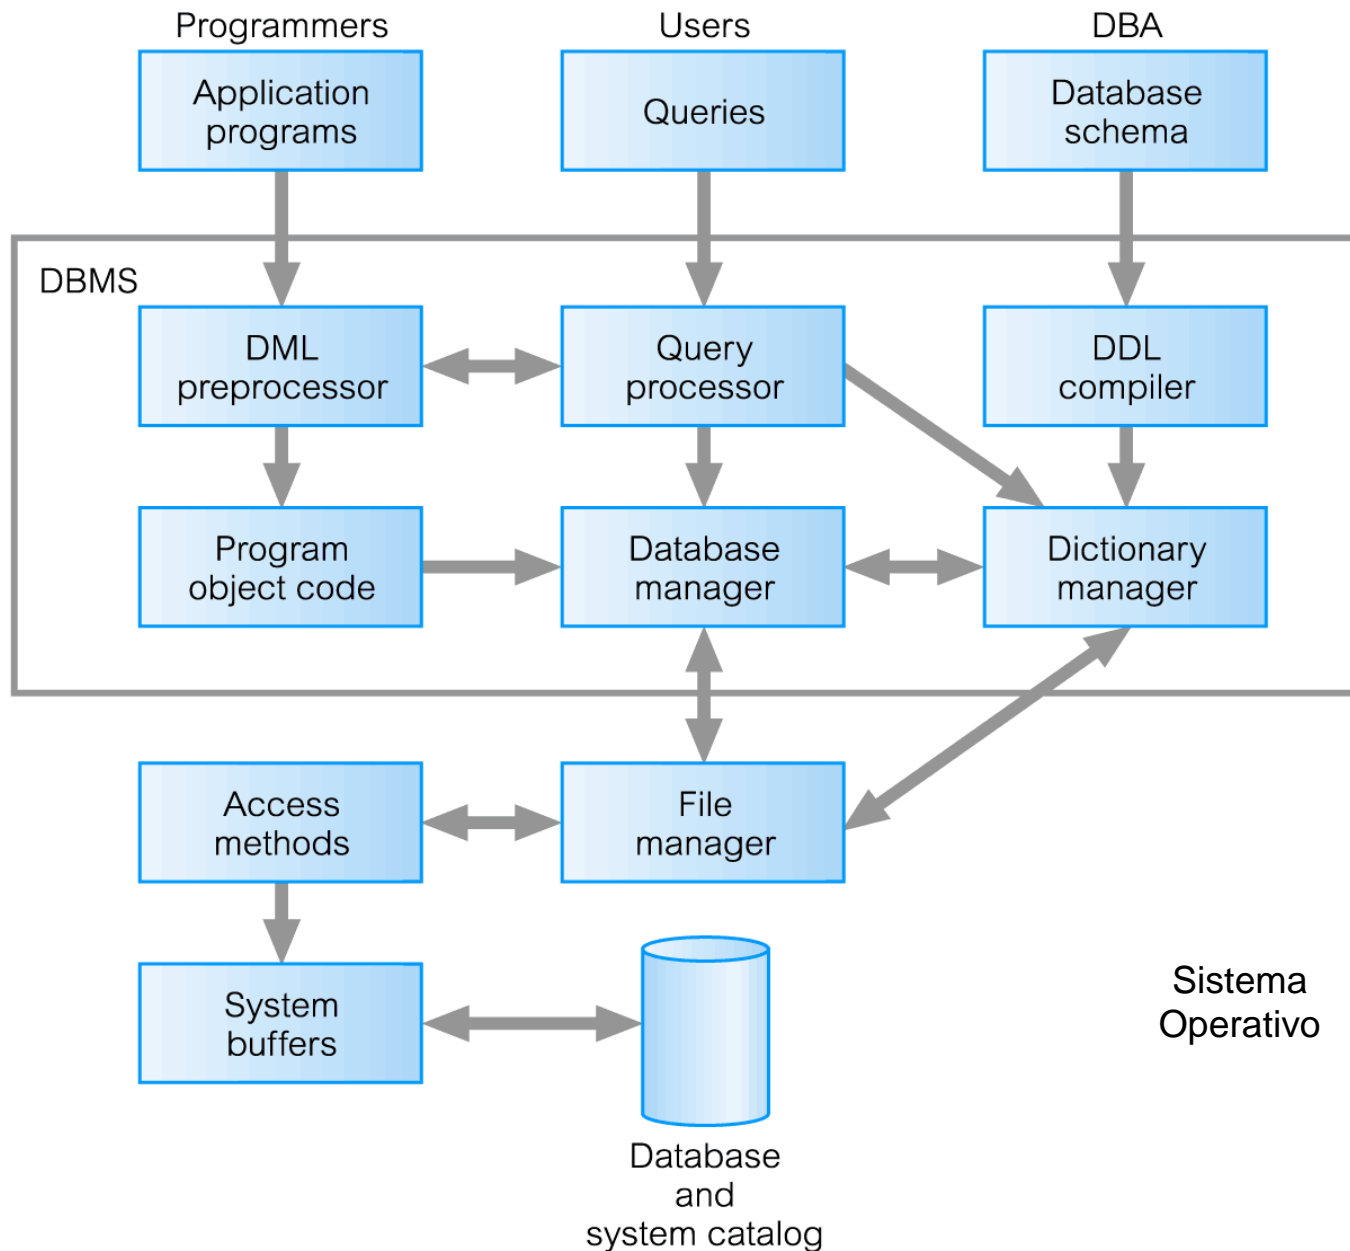 Programmers
Users
DBA
Application
programs
Queries
Database
schema
DBMS
DML
preprocessor
Query
processor
DDL
compiler
Program
object code
Database
manager
Dictionary
manager
Access
methods
File
manager
System
buffers
Sistema
Operativo
Database
and
system catalog